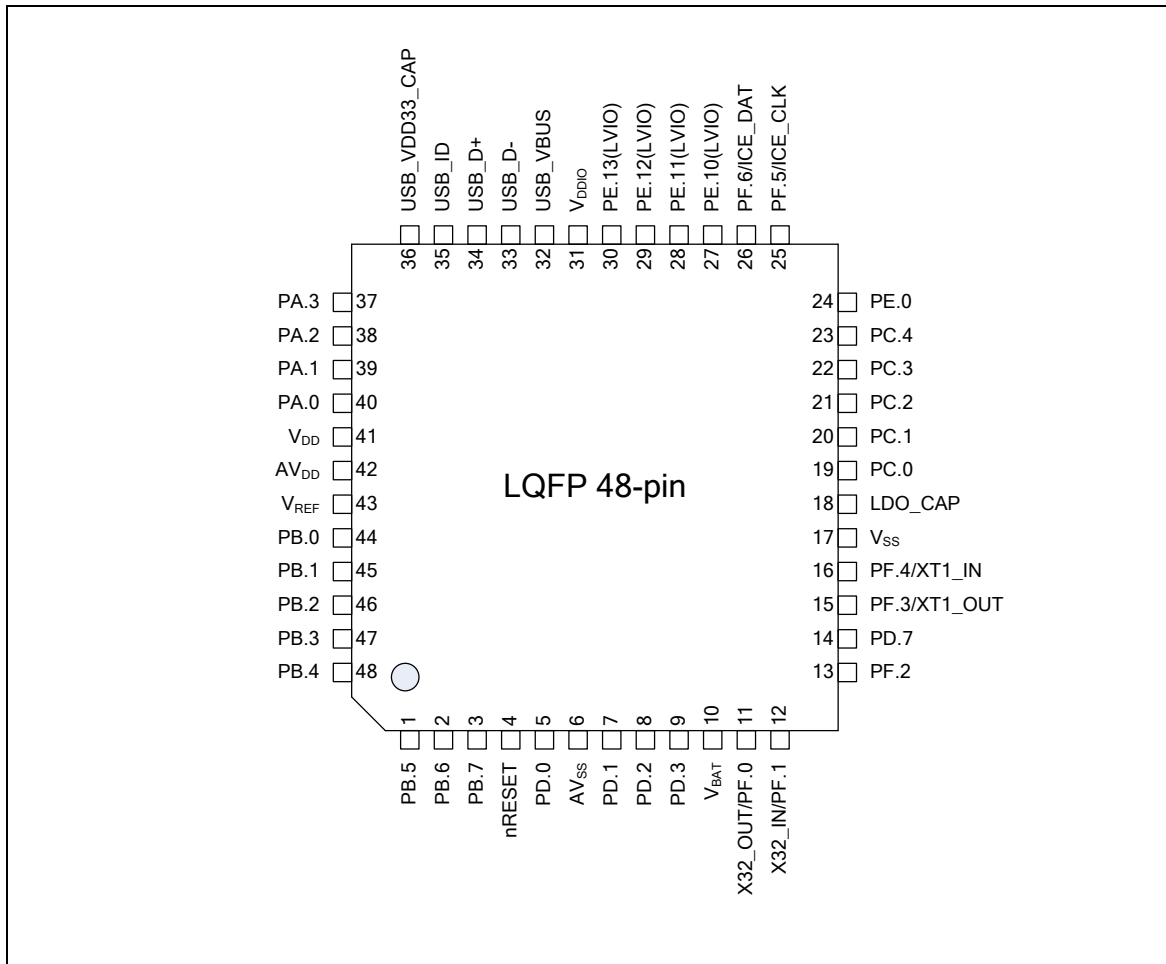 USB_VDD33_CAP
USB_ID
USB_D+
USB_D-
USB_VBUS
VDDIO
PE.13(LVIO)
PE.12(LVIO)
PE.11(LVIO)
PE.10(LVIO)
PF.6/ICE_DAT
PF.5/ICE_CLK
36
35
34
33
32
31
30
29
28
27
26
25
PA.3 37
PA.2 38
PA.1 39
PA.0 40
VDD 41
AVDD 42
VREF 43
PB.0 44
PB.1 45
PB.2 46
PB.3 47
PB.4 48
LQFP 48-pin
24 PE.0
23 PC.4
22 PC.3
21 PC.2
20 PC.1
19 PC.0
18 LDO_CAP
17 VSS
16 PF.4/XT1_IN
15 PF.3/XT1_OUT
14 PD.7
13 PF.2
1
2
3
4
5
6
7
8
9
10
11
12
PB.5
PB.6
PB.7
nRESET
PD.0
AVSS
PD.1
PD.2
PD.3
VBAT
X32_OUT/PF.0
X32_IN/PF.1